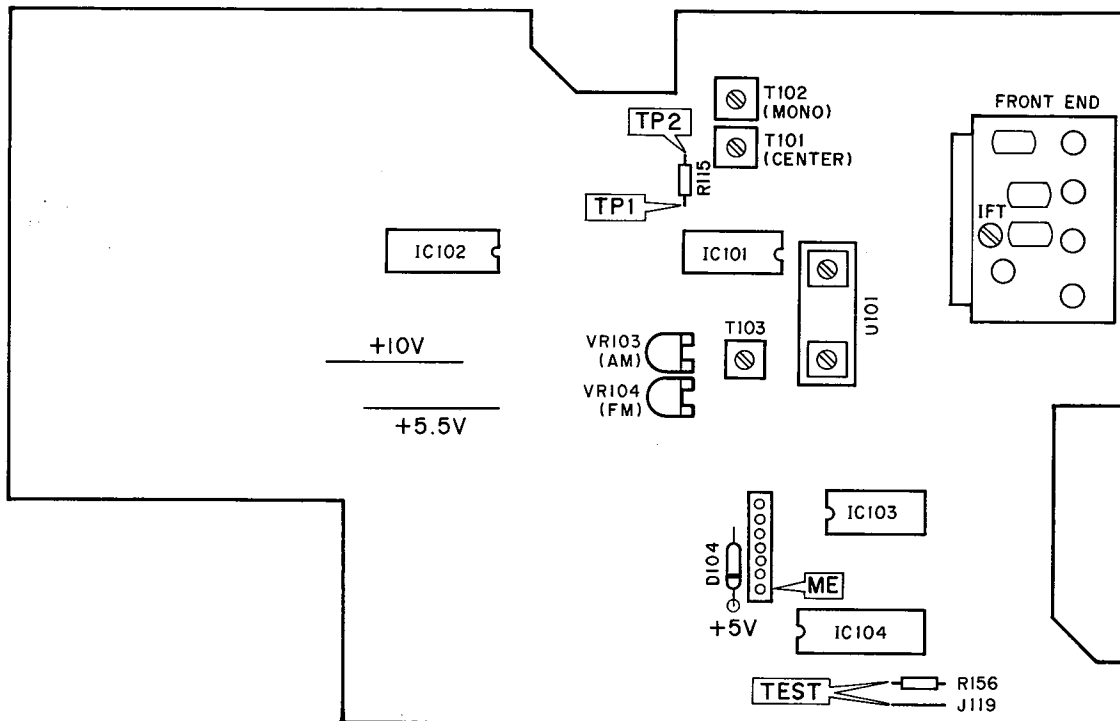 T102
(MONO)
FRONT END
TP2
T101
(CENTER)
R115
TP1
IFT
IC102
IC101
U101
+10V
VR103
(AM)
T103
VR104
(FM)
+5.5V
IC103
D104
ME
+5V
IC104
TEST
R156
J119